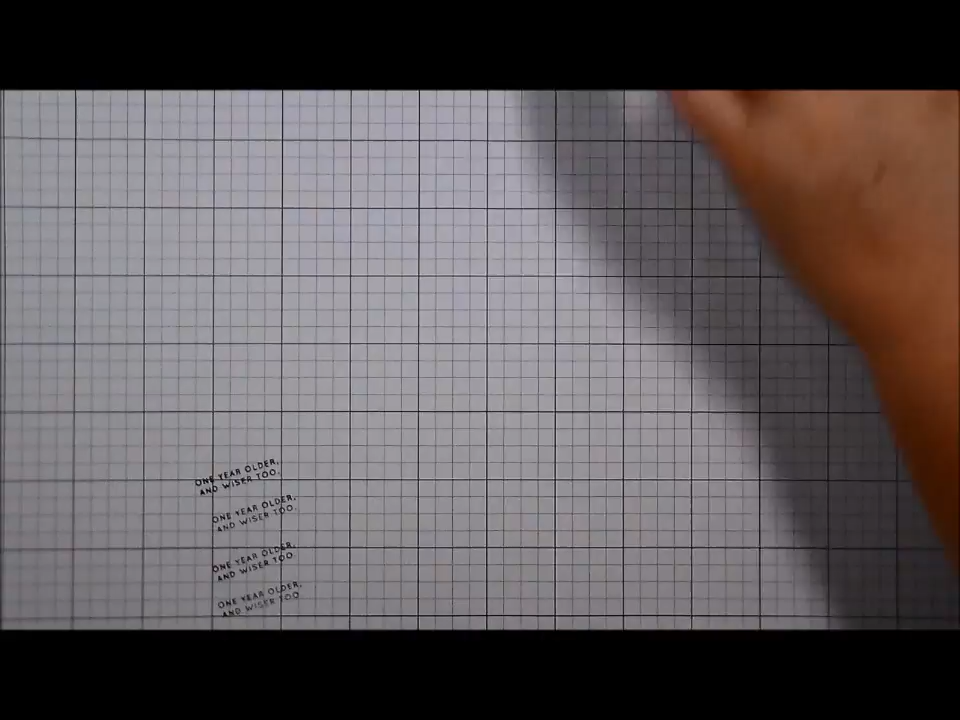 ONE YEAR OLDER,
AND WISER TOO.
ONE YEAR OLDER,
AND WISER TOO.
ONE YEAR OLDER,
AND WISER TOO
ONE YEAR OLDER,
AND WISER TOO